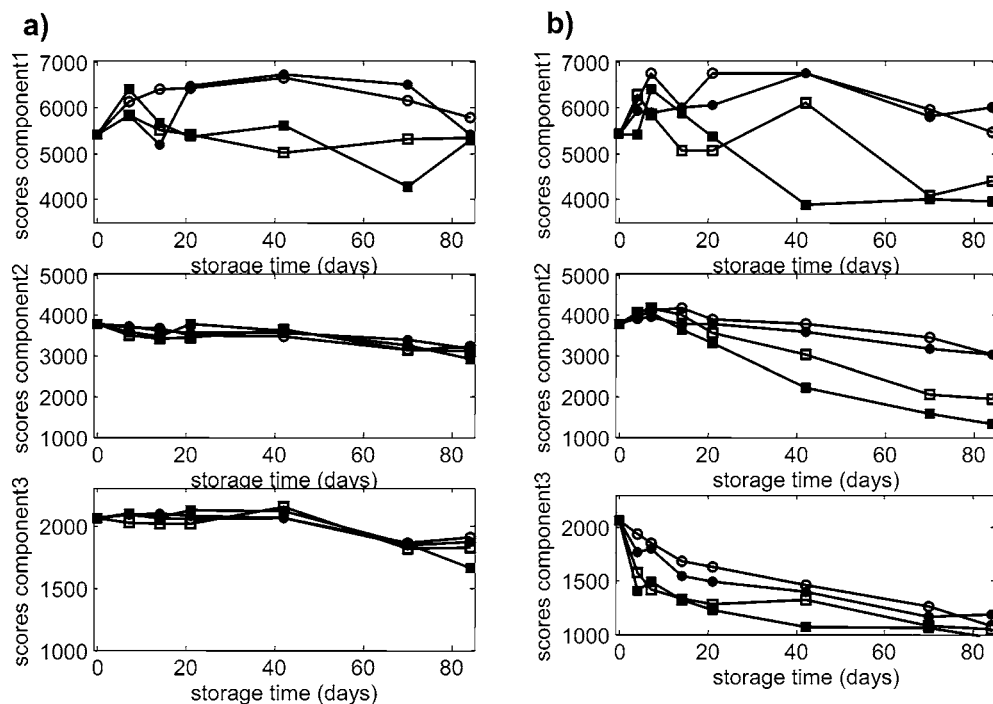 a)
scores component1
7000
6000
5000
4000
0 20 40 60 80
storage time (days)
scores component2
5000
4000
3000
2000
1000
0 20 40 60 80
storage time (days)
scores component3
2000
1500
1000
0 20 40 60 80
storage time (days)
b)
scores component1
7000
6000
5000
4000
0 20 40 60 80
storage time (days)
scores component2
5000
4000
3000
2000
1000
0 20 40 60 80
storage time (days)
scores component3
2000
1500
1000
0 20 40 60 80
storage time (days)